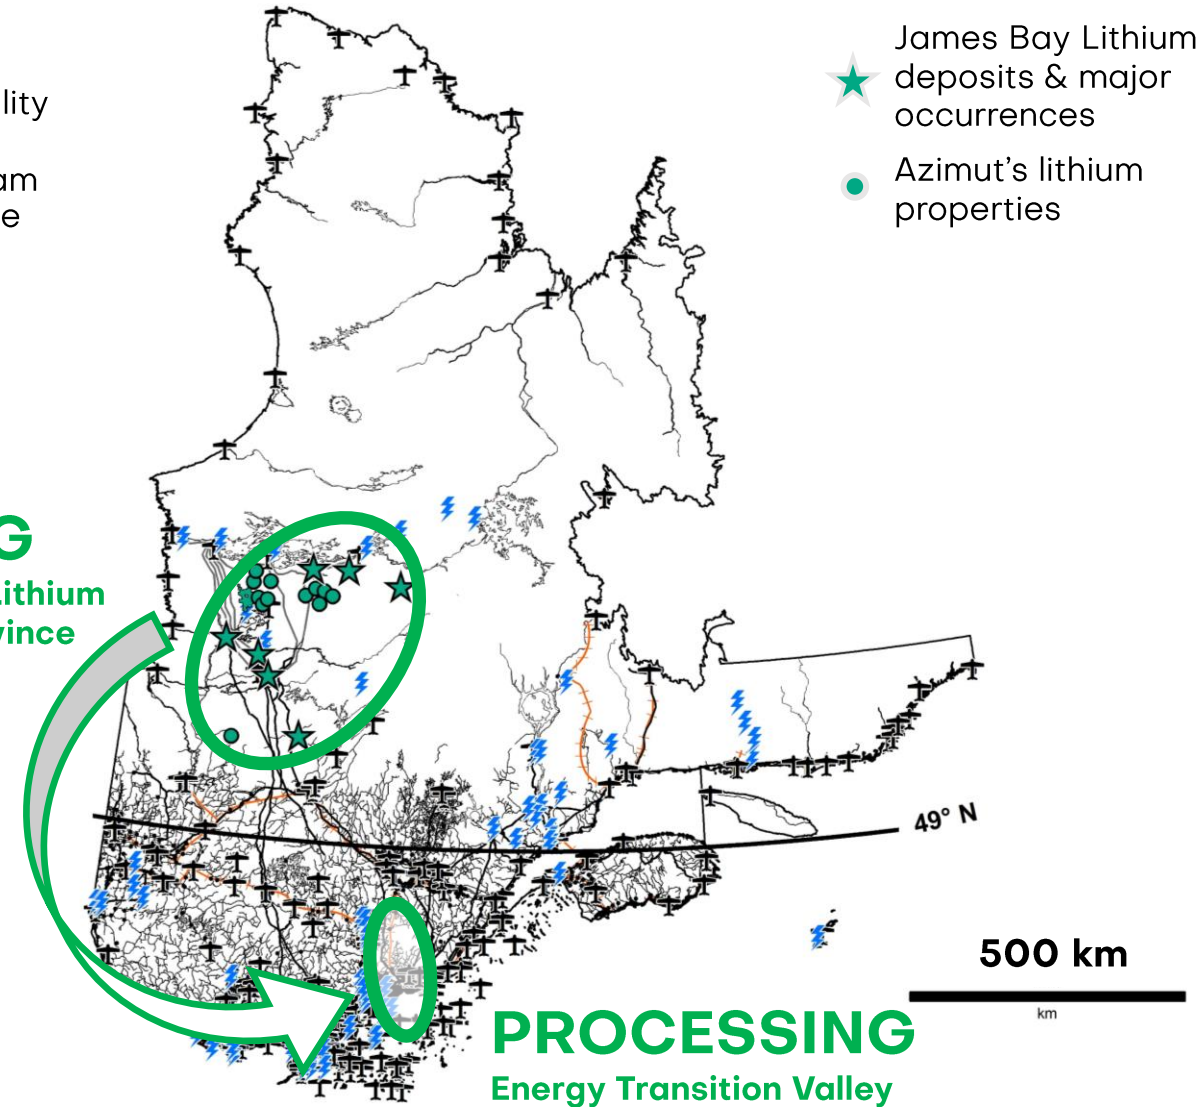 James Bay Lithium
deposits & major
occurrences
Azimut's lithium
properties
lity
am
e
G
Lithium
vince
49° N
500 km
km
PROCESSING
Energy Transition Valley